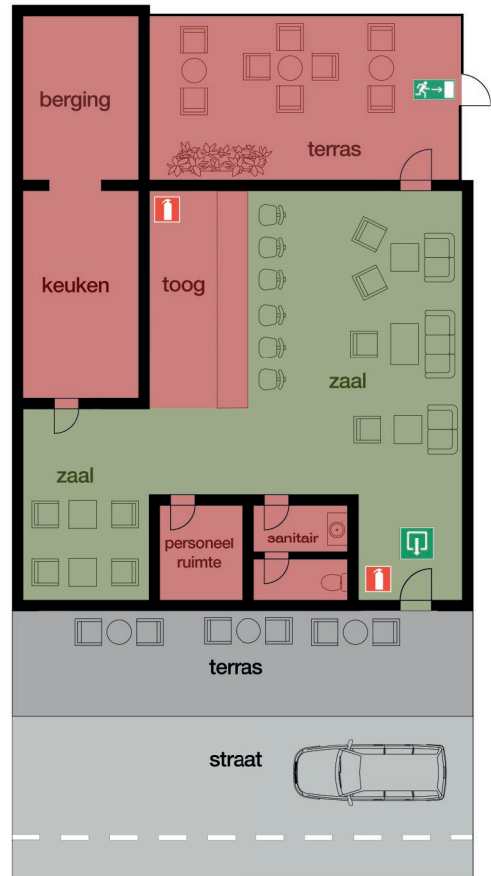 berging
terras
keuken
toog
zaal
zaal
personeel
ruimte
sanitair
terras
straat